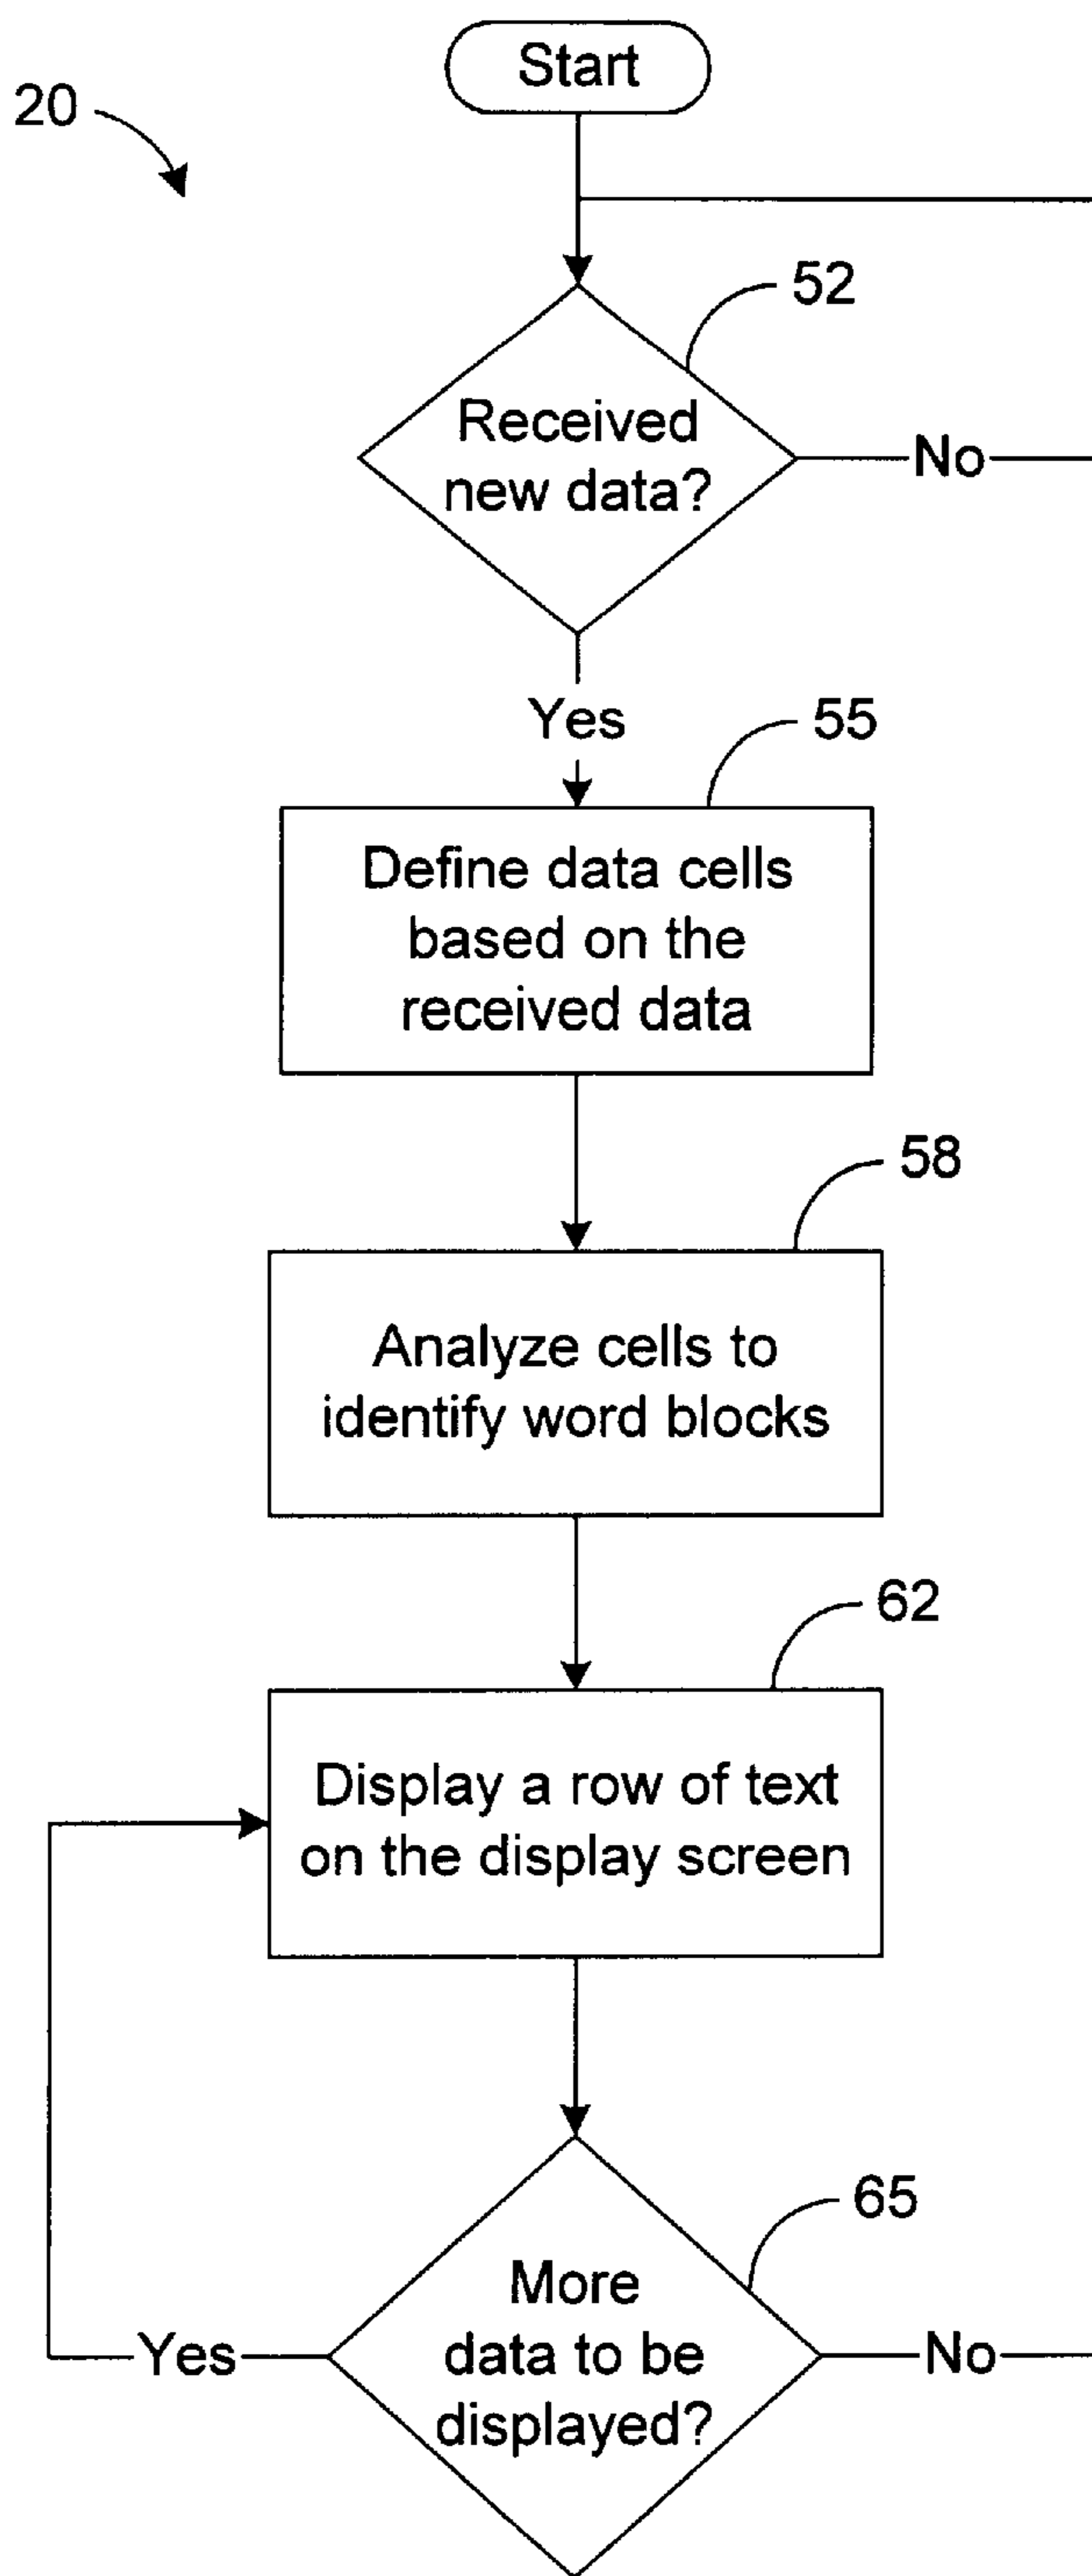 Start
20
52
Received
new data?
No
Yes
55
Define data cells
based on the
received data
58
Analyze cells to
identify word blocks
62
Display a row of text
on the display screen
65
More
data to be
displayed?
Yes
No